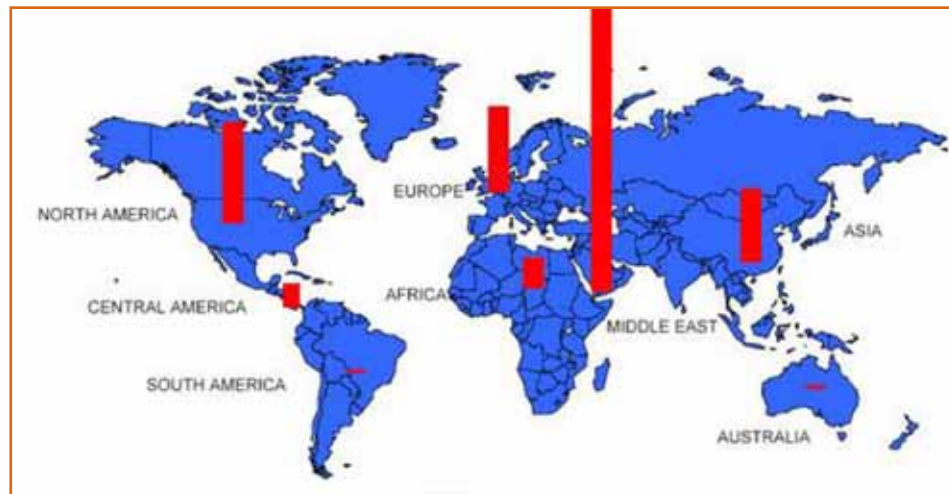 EUROPE
NORTH AMERICA
ASIA
AFRICA
CENTRAL AMERICA
MIDDLE EAST
SOUTH AMERICA
AUSTRALIA